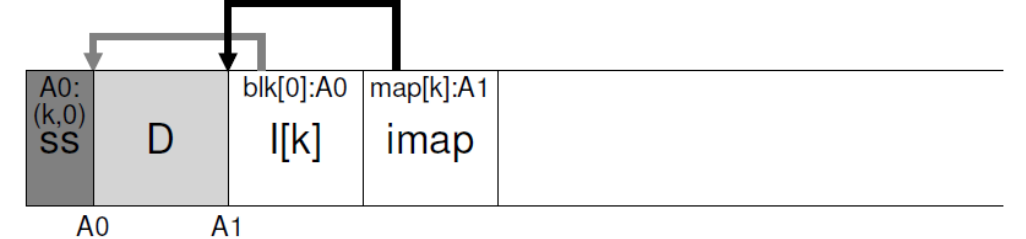 A0:
(k,0)
ss
D
blk[0]:A0
I[k]
map[k]:A1
imap
A0
A1